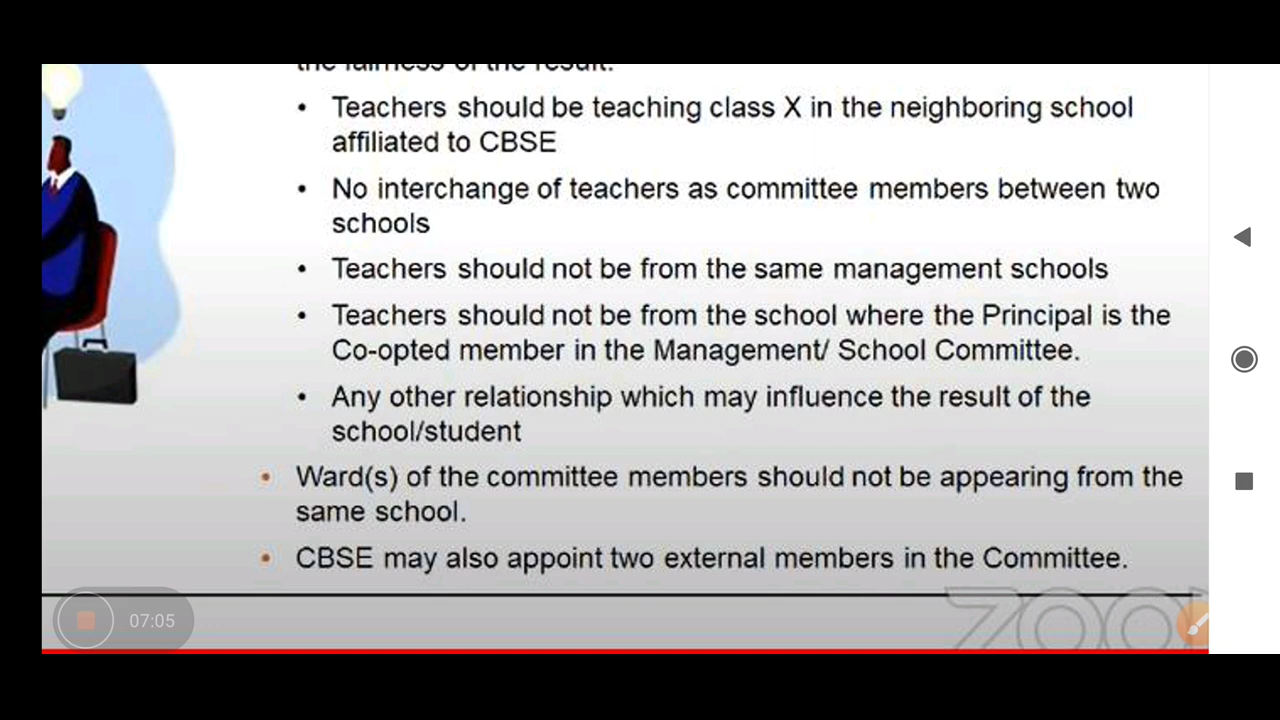 the fairness of the result.
• Teachers should be teaching class X in the neighboring school
affiliated to CBSE
• No interchange of teachers as committee members between two
schools
• Teachers should not be from the same management schools
• Teachers should not be from the school where the Principal is the
Co-opted member in the Management/ School Committee.
• Any other relationship which may influence the result of the
school/student
• Ward(s) of the committee members should not be appearing from the
same school.
• CBSE may also appoint two external members in the Committee.
07:05